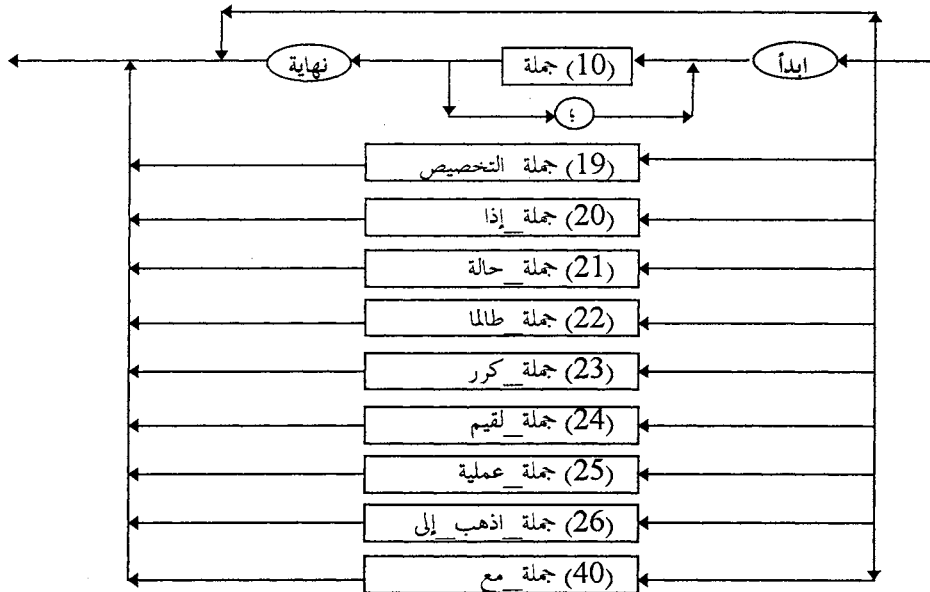 ابدأ (10) جملة نهاية
؛
(19) جملة_التخصيص
(20) جملة_إذا
(21) جملة_حالة
(22) جملة_طالما
(23) جملة_كرر
(24) جملة_لقيم
(25) جملة_عملية
(26) جملة_اذهب_إلى
(40) جملة_مع